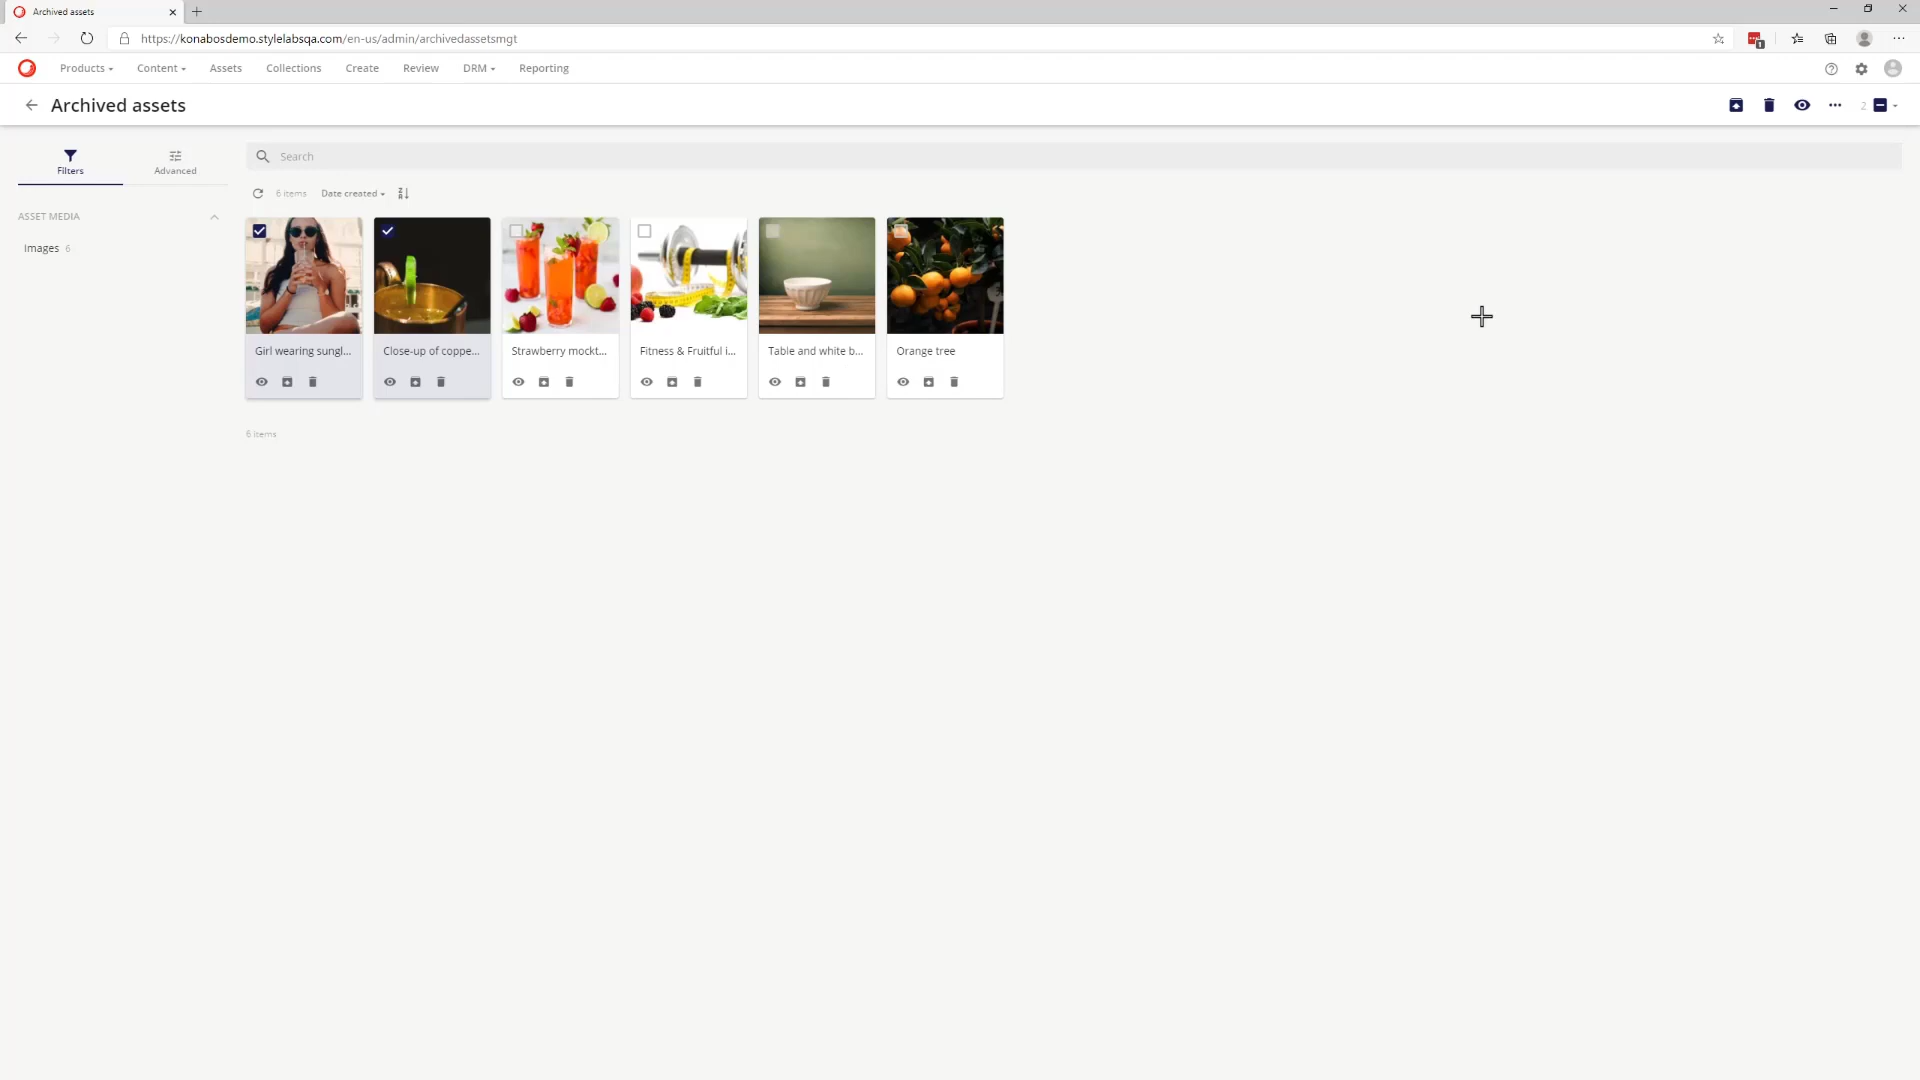 Archived assets
https://konabosdemo.stylelabsqa.com/en-us/admin/archivedassetsmgt
1
Products Content Assets Collections Create Review DRM Reporting
Archived assets
2
Filters Advanced
Search
6 items Date created
ASSET MEDIA
Images 6
Girl wearing sungl... Close-up of coppe... Strawberry mockt... Fitness & Fruitful i... Table and white b... Orange tree
6 items